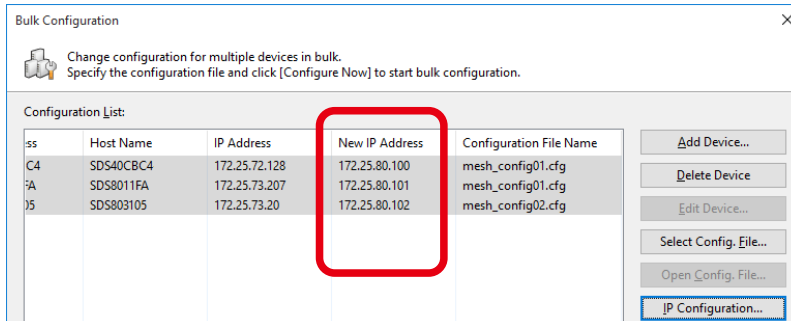 Bulk Configuration
Change configuration for multiple devices in bulk.
Specify the configuration file and click [Configure Now] to start bulk configuration.
Configuration List:
ss Host Name IP Address New IP Address Configuration File Name
C4 SDS40CBC4 172.25.72.128 172.25.80.100 mesh_config01.cfg
FA SDS8011FA 172.25.73.207 172.25.80.101 mesh_config01.cfg
05 SDS803105 172.25.73.20 172.25.80.102 mesh_config02.cfg
Add Device...
Delete Device
Edit Device...
Select Config. File...
Open Config. File...
IP Configuration...